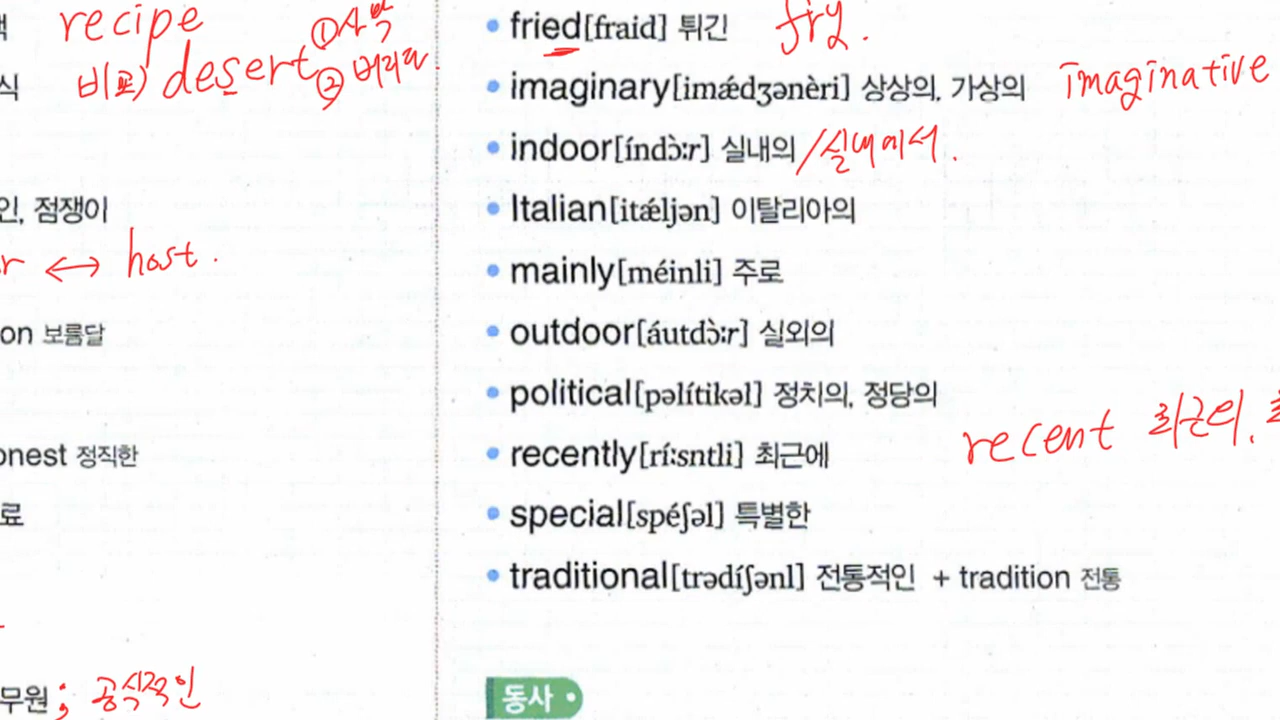 recipe
비교) desert ① 사막
② 버리다.
식
인, 점쟁이
r ↔ host.
on 보름달
onest 정직한
료
무원 ; 공식적인
fried[fraid] 튀긴 fry.
imaginary[imǽdʒənèri] 상상의, 가상의 imaginative
indoor[índɔ̀ːr] 실내의 /실내에서
Italian[itǽljən] 이탈리아의
mainly[méinli] 주로
outdoor[áutdɔ̀ːr] 실외의
political[pəlítikəl] 정치의, 정당의
recently[ríːsntli] 최근에 recent 최근의.
special[spéʃəl] 특별한
traditional[trədíʃənl] 전통적인 + tradition 전통
동사